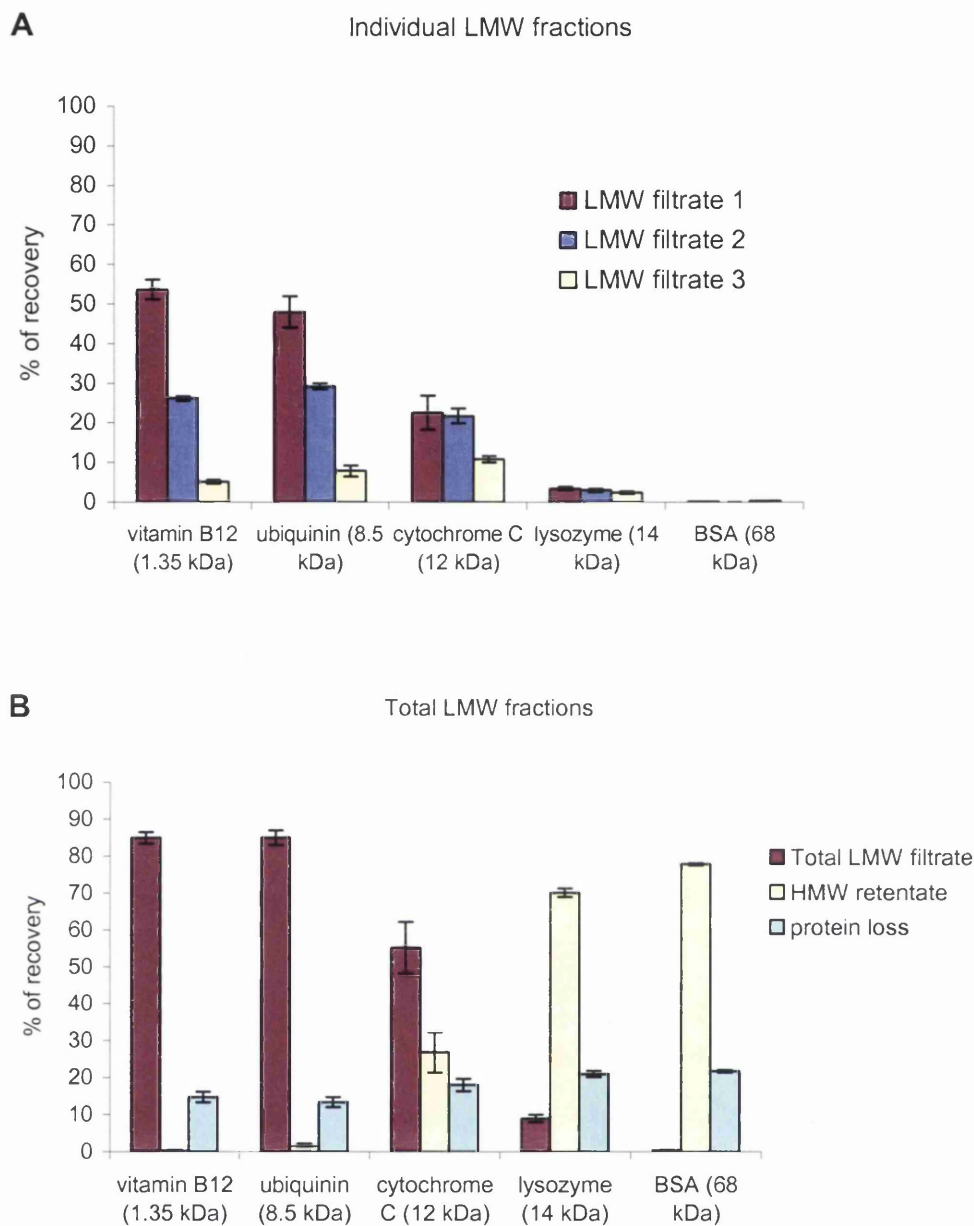 A
Individual LMW fractions
100
90
80
70
60
50
40
30
20
10
0
% of recovery
LMW filtrate 1
LMW filtrate 2
LMW filtrate 3
vitamin B12 ubiquinin (8.5 cytochrome C lysozyme (14 BSA (68
(1.35 kDa) kDa) (12 kDa) kDa) kDa)
B
Total LMW fractions
100
90
80
70
60
50
40
30
20
10
0
% of recovery
Total LMW filtrate
HMW retentate
protein loss
vitamin B12 ubiquinin cytochrome lysozyme BSA (68
(1.35 kDa) (8.5 kDa) C (12 kDa) (14 kDa) kDa)